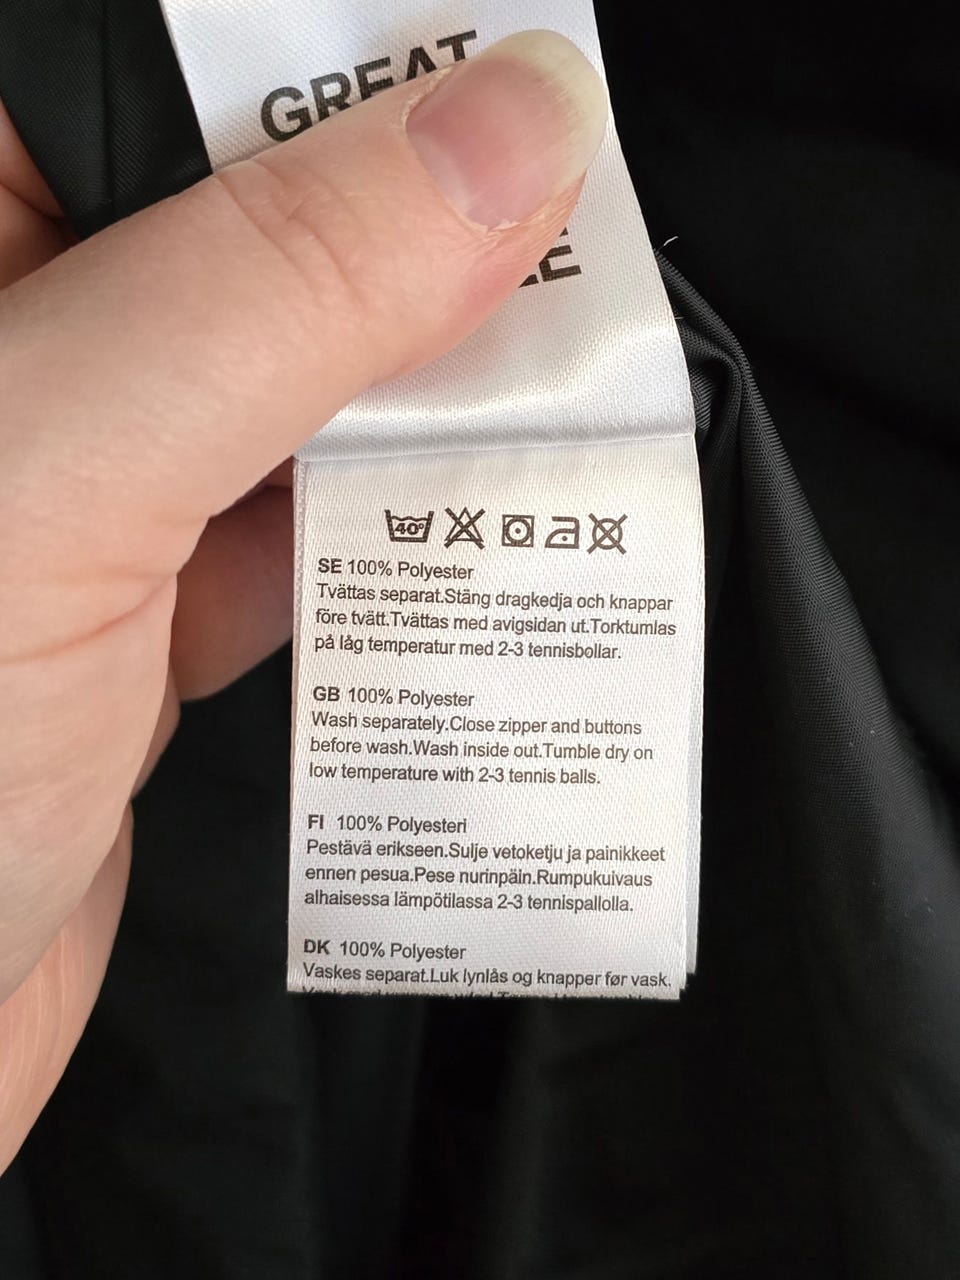 GREAT
40°
SE 100% Polyester
Tvättas separat.Stäng dragkedja och knappar
före tvätt.Tvättas med avigsidan ut.Torktumlas
på låg temperatur med 2-3 tennisbollar.
GB 100% Polyester
Wash separately.Close zipper and buttons
before wash.Wash inside out.Tumble dry on
low temperature with 2-3 tennis balls.
FI 100% Polyesteri
Pestävä erikseen.Sulje vetoketju ja painikkeet
ennen pesua.Pese nurinpäin.Rumpukuivaus
alhaisessa lämpötilassa 2-3 tennispallolla.
DK 100% Polyester
Vaskes separat.Luk lynlås og knapper før vask.